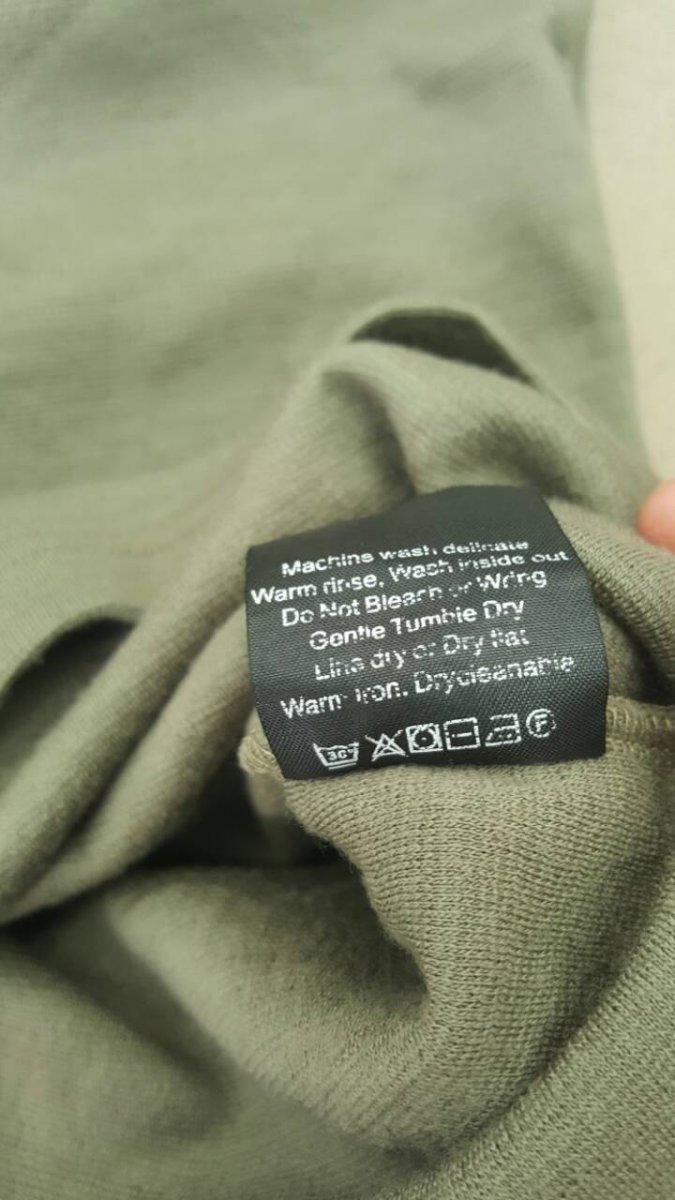 Machine wash delicate
Warm rinse. Wash inside out
Do Not Bleach or Wring
Gentle Tumble Dry
Line dry or Dry flat
Warm Iron. Drycleanable
30° F